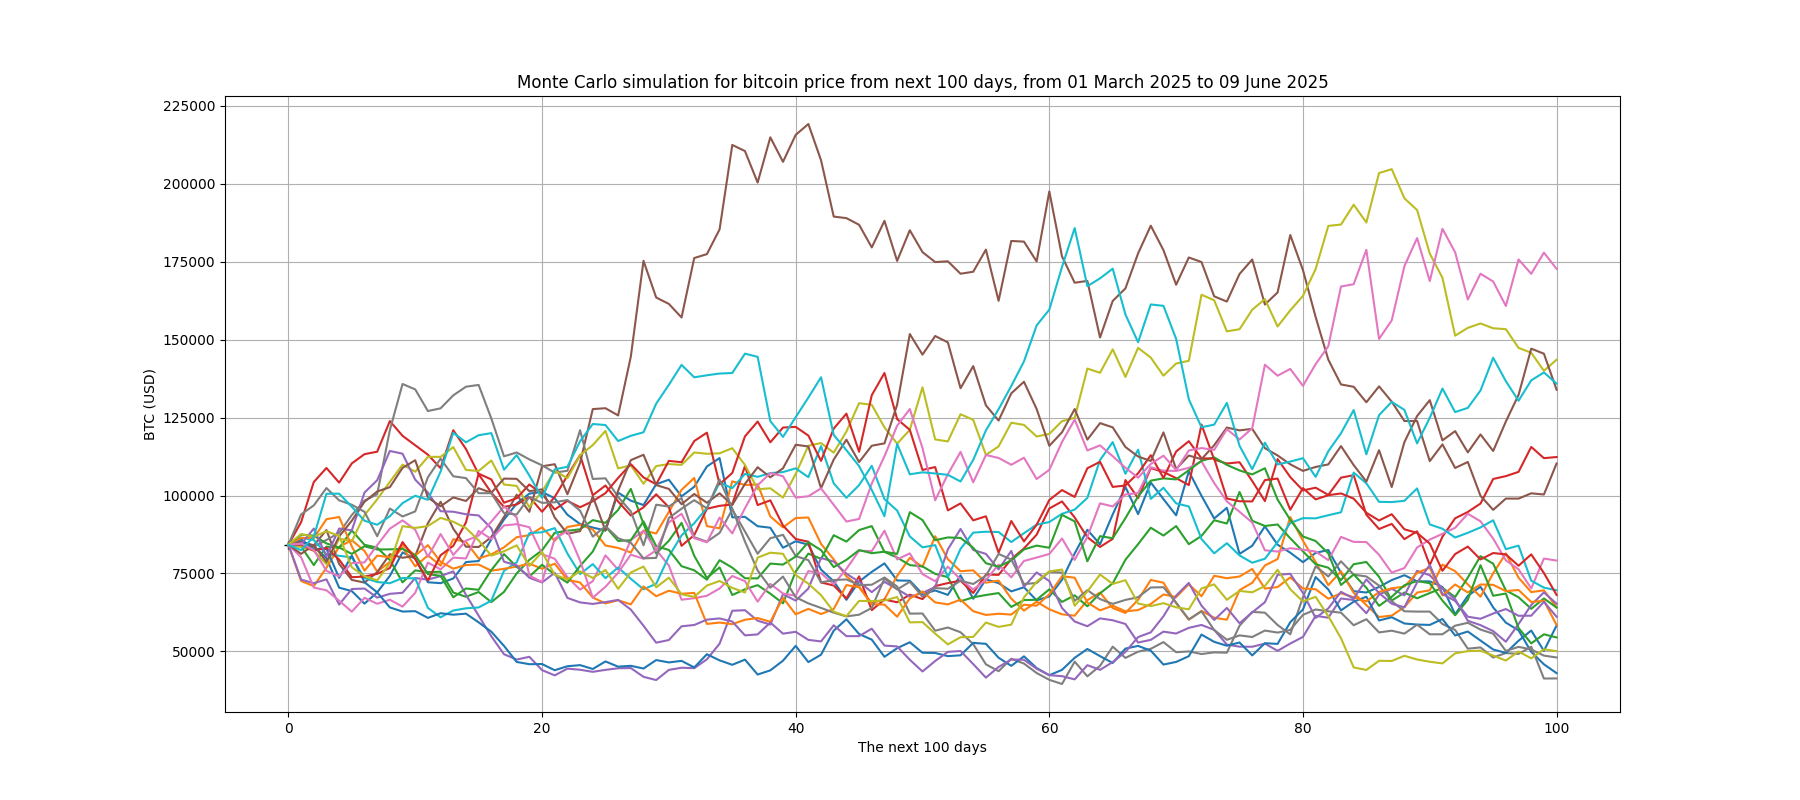 Monte Carlo simulation for bitcoin price from next 100 days, from 01 March 2025 to 09 June 2025
225000
200000
175000
150000
125000
100000
75000
50000
BTC (USD)
0 20 40 60 80 100
The next 100 days